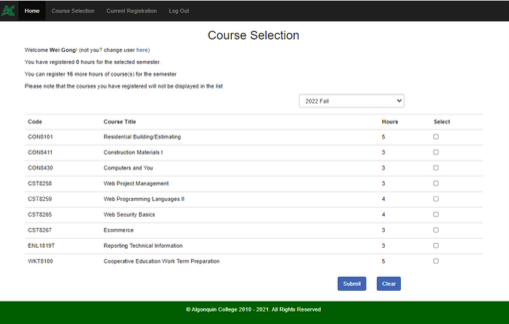 Home Course Selection Current Registration Log Out
Course Selection
Welcome Wei Gong! (not you? change user here)
You have registered 0 hours for the selected semester.
You can register 16 more hours of course(s) for the semester
Please note that the courses you have registered will not be displayed in the list
2022 Fall
Code Course Title Hours Select
CON8101 Residential Building/Estimating 5
CON8411 Construction Materials I 3
CON8430 Computers and You 3
CST8258 Web Project Management 3
CST8259 Web Programming Languages II 4
CST8265 Web Security Basics 4
CST8267 Ecommerce 3
ENL1819T Reporting Technical Information 3
WKT8100 Cooperative Education Work Term Preparation 5
Submit Clear
© Algonquin College 2010 - 2021. All Rights Reserved